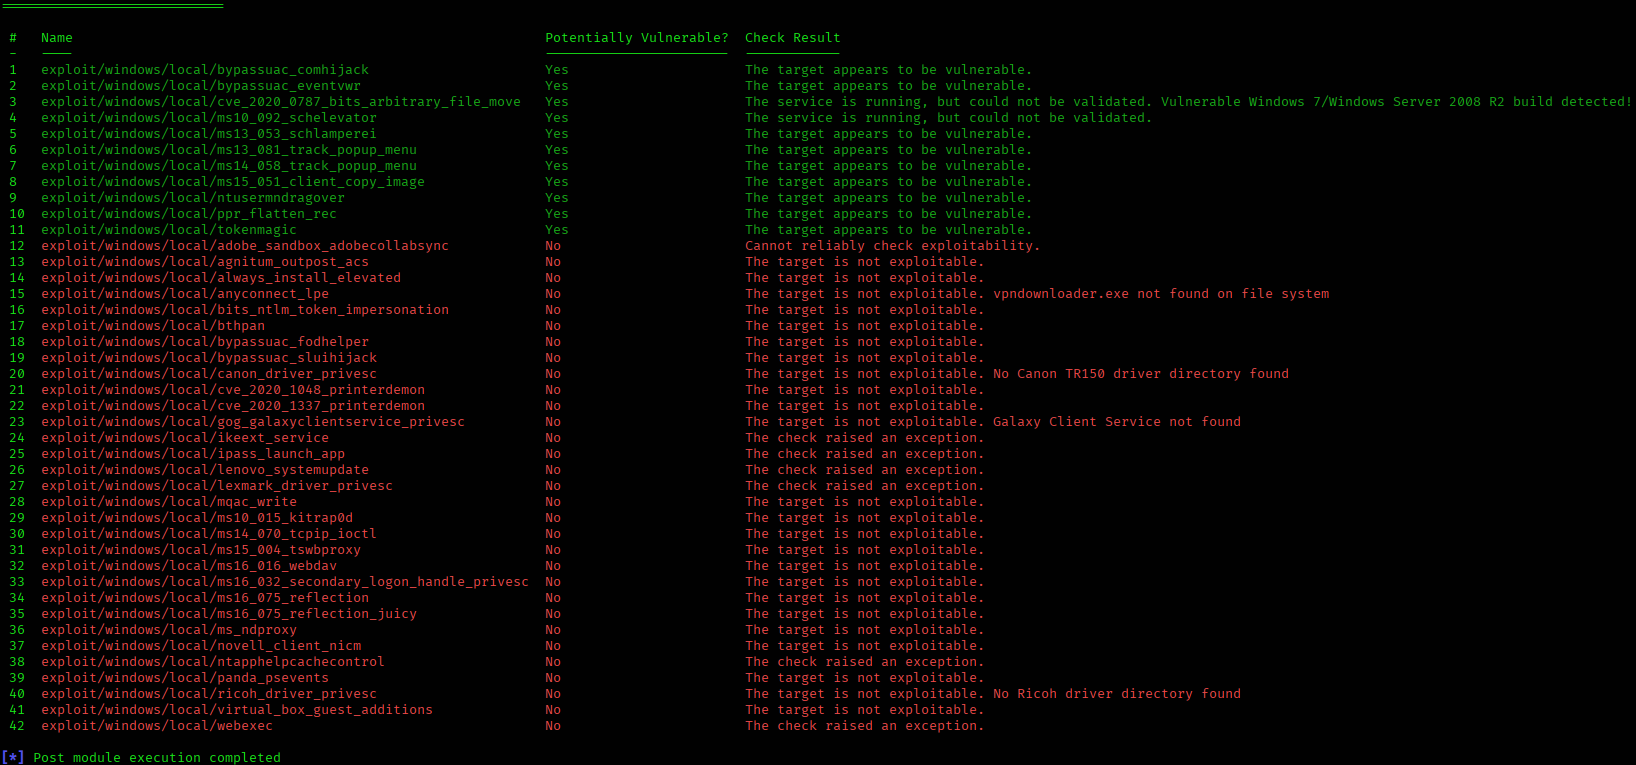 # Name Potentially Vulnerable? Check Result
- ---- ----------------------- ------------
1 exploit/windows/local/bypassuac_comhijack Yes The target appears to be vulnerable.
2 exploit/windows/local/bypassuac_eventvwr Yes The target appears to be vulnerable.
3 exploit/windows/local/cve_2020_0787_bits_arbitrary_file_move Yes The service is running, but could not be validated. Vulnerable Windows 7/Windows Server 2008 R2 build detected!
4 exploit/windows/local/ms10_092_schelevator Yes The service is running, but could not be validated.
5 exploit/windows/local/ms13_053_schlamperei Yes The target appears to be vulnerable.
6 exploit/windows/local/ms13_081_track_popup_menu Yes The target appears to be vulnerable.
7 exploit/windows/local/ms14_058_track_popup_menu Yes The target appears to be vulnerable.
8 exploit/windows/local/ms15_051_client_copy_image Yes The target appears to be vulnerable.
9 exploit/windows/local/ntusermndragover Yes The target appears to be vulnerable.
10 exploit/windows/local/ppr_flatten_rec Yes The target appears to be vulnerable.
11 exploit/windows/local/tokenmagic Yes The target appears to be vulnerable.
12 exploit/windows/local/adobe_sandbox_adobecollabsync No Cannot reliably check exploitability.
13 exploit/windows/local/agnitum_outpost_acs No The target is not exploitable.
14 exploit/windows/local/always_install_elevated No The target is not exploitable.
15 exploit/windows/local/anyconnect_lpe No The target is not exploitable. vpndownloader.exe not found on file system
16 exploit/windows/local/bits_ntlm_token_impersonation No The target is not exploitable.
17 exploit/windows/local/bthpan No The target is not exploitable.
18 exploit/windows/local/bypassuac_fodhelper No The target is not exploitable.
19 exploit/windows/local/bypassuac_sluihijack No The target is not exploitable.
20 exploit/windows/local/canon_driver_privesc No The target is not exploitable. No Canon TR150 driver directory found
21 exploit/windows/local/cve_2020_1048_printerdemon No The target is not exploitable.
22 exploit/windows/local/cve_2020_1337_printerdemon No The target is not exploitable.
23 exploit/windows/local/gog_galaxyclientservice_privesc No The target is not exploitable. Galaxy Client Service not found
24 exploit/windows/local/ikeext_service No The check raised an exception.
25 exploit/windows/local/ipass_launch_app No The check raised an exception.
26 exploit/windows/local/lenovo_systemupdate No The check raised an exception.
27 exploit/windows/local/lexmark_driver_privesc No The check raised an exception.
28 exploit/windows/local/mqac_write No The target is not exploitable.
29 exploit/windows/local/ms10_015_kitrap0d No The target is not exploitable.
30 exploit/windows/local/ms14_070_tcpip_ioctl No The target is not exploitable.
31 exploit/windows/local/ms15_004_tswbproxy No The target is not exploitable.
32 exploit/windows/local/ms16_016_webdav No The target is not exploitable.
33 exploit/windows/local/ms16_032_secondary_logon_handle_privesc No The target is not exploitable.
34 exploit/windows/local/ms16_075_reflection No The target is not exploitable.
35 exploit/windows/local/ms16_075_reflection_juicy No The target is not exploitable.
36 exploit/windows/local/ms_ndproxy No The target is not exploitable.
37 exploit/windows/local/novell_client_nicm No The target is not exploitable.
38 exploit/windows/local/ntapphelpcachecontrol No The check raised an exception.
39 exploit/windows/local/panda_psevents No The target is not exploitable.
40 exploit/windows/local/ricoh_driver_privesc No The target is not exploitable. No Ricoh driver directory found
41 exploit/windows/local/virtual_box_guest_additions No The target is not exploitable.
42 exploit/windows/local/webexec No The check raised an exception.
[*] Post module execution completed